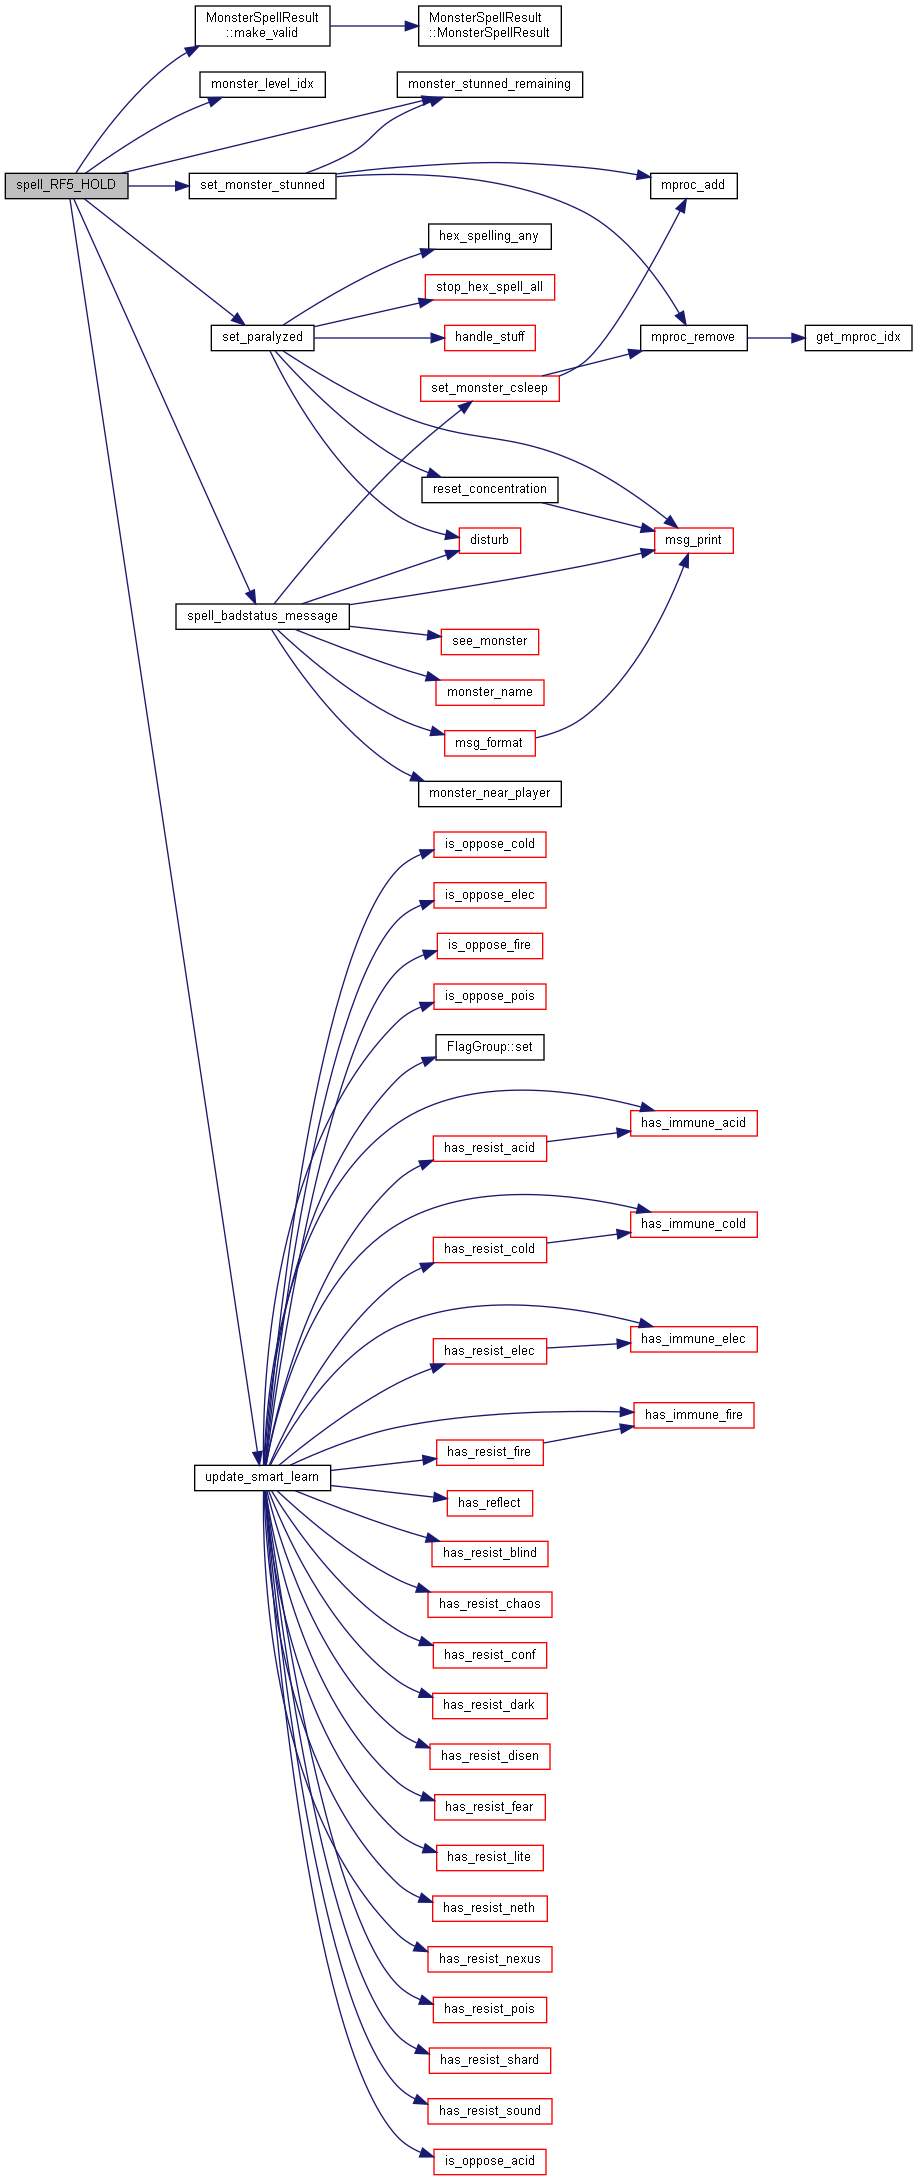 MonsterSpellResult
::make_valid
MonsterSpellResult
::MonsterSpellResult
monster_level_idx
monster_stunned_remaining
spell_RF5_HOLD
set_monster_stunned
mproc_add
hex_spelling_any
stop_hex_spell_all
set_paralyzed
handle_stuff
mproc_remove
get_mproc_idx
set_monster_csleep
reset_concentration
disturb
msg_print
spell_badstatus_message
see_monster
monster_name
msg_format
monster_near_player
is_oppose_cold
is_oppose_elec
is_oppose_fire
is_oppose_pois
FlagGroup::set
has_immune_acid
has_resist_acid
has_immune_cold
has_resist_cold
has_immune_elec
has_resist_elec
has_immune_fire
has_resist_fire
update_smart_learn
has_reflect
has_resist_blind
has_resist_chaos
has_resist_conf
has_resist_dark
has_resist_disen
has_resist_fear
has_resist_lite
has_resist_neth
has_resist_nexus
has_resist_pois
has_resist_shard
has_resist_sound
is_oppose_acid